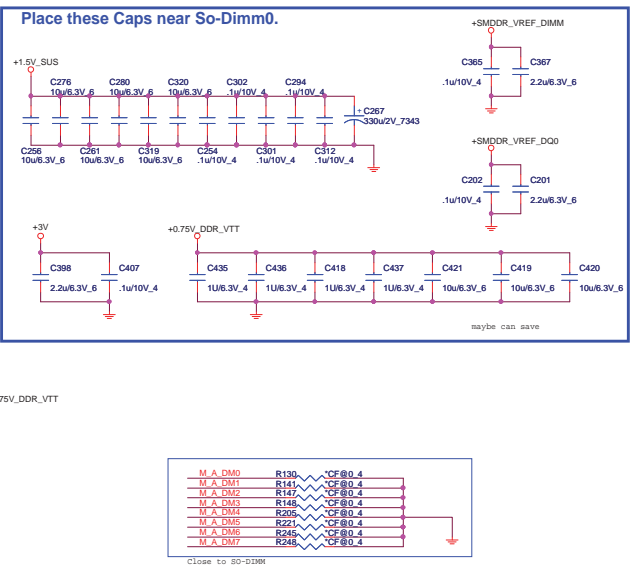 Place these Caps near So-Dimm0.
+SMDDR_VREF_DIMM
C365 C367
.1u/10V_4 2.2u/6.3V_6
+1.5V_SUS
C276 C280 C320 C302 C294
10u/6.3V_6 10u/6.3V_6 10u/6.3V_6 .1u/10V_4 .1u/10V_4
+ C267
330u/2V_7343
C256 C261 C319 C254 C301 C312
10u/6.3V_6 10u/6.3V_6 10u/6.3V_6 .1u/10V_4 .1u/10V_4 .1u/10V_4
+SMDDR_VREF_DQ0
C202 C201
.1u/10V_4 2.2u/6.3V_6
+3V
C398 C407
2.2u/6.3V_6 .1u/10V_4
+0.75V_DDR_VTT
C435 C436 C418 C437 C421 C419 C420
1U/6.3V_4 1U/6.3V_4 1U/6.3V_4 1U/6.3V_4 10u/6.3V_6 10u/6.3V_6 10u/6.3V_6
maybe can save
75V_DDR_VTT
M_A_DM0 R130 *CF@0_4
M_A_DM1 R141 *CF@0_4
M_A_DM2 R147 *CF@0_4
M_A_DM3 R148 *CF@0_4
M_A_DM4 R205 *CF@0_4
M_A_DM5 R221 *CF@0_4
M_A_DM6 R245 *CF@0_4
M_A_DM7 R248 *CF@0_4
Close to SO-DIMM